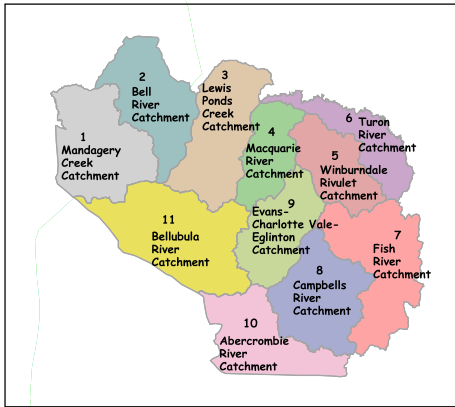 1
Mandagery
Creek
Catchment
2
Bell
River
Catchment
3
Lewis
Ponds
Creek
Catchment
4
Macquarie
River
Catchment
5
Winburndale
Rivulet
Catchment
6
Turon
River
Catchment
7
Fish
River
Catchment
8
Campbells
River
Catchment
9
Evans-
Charlotte Vale-
Eglinton
Catchment
10
Abercrombie
River
Catchment
11
Bellubula
River
Catchment